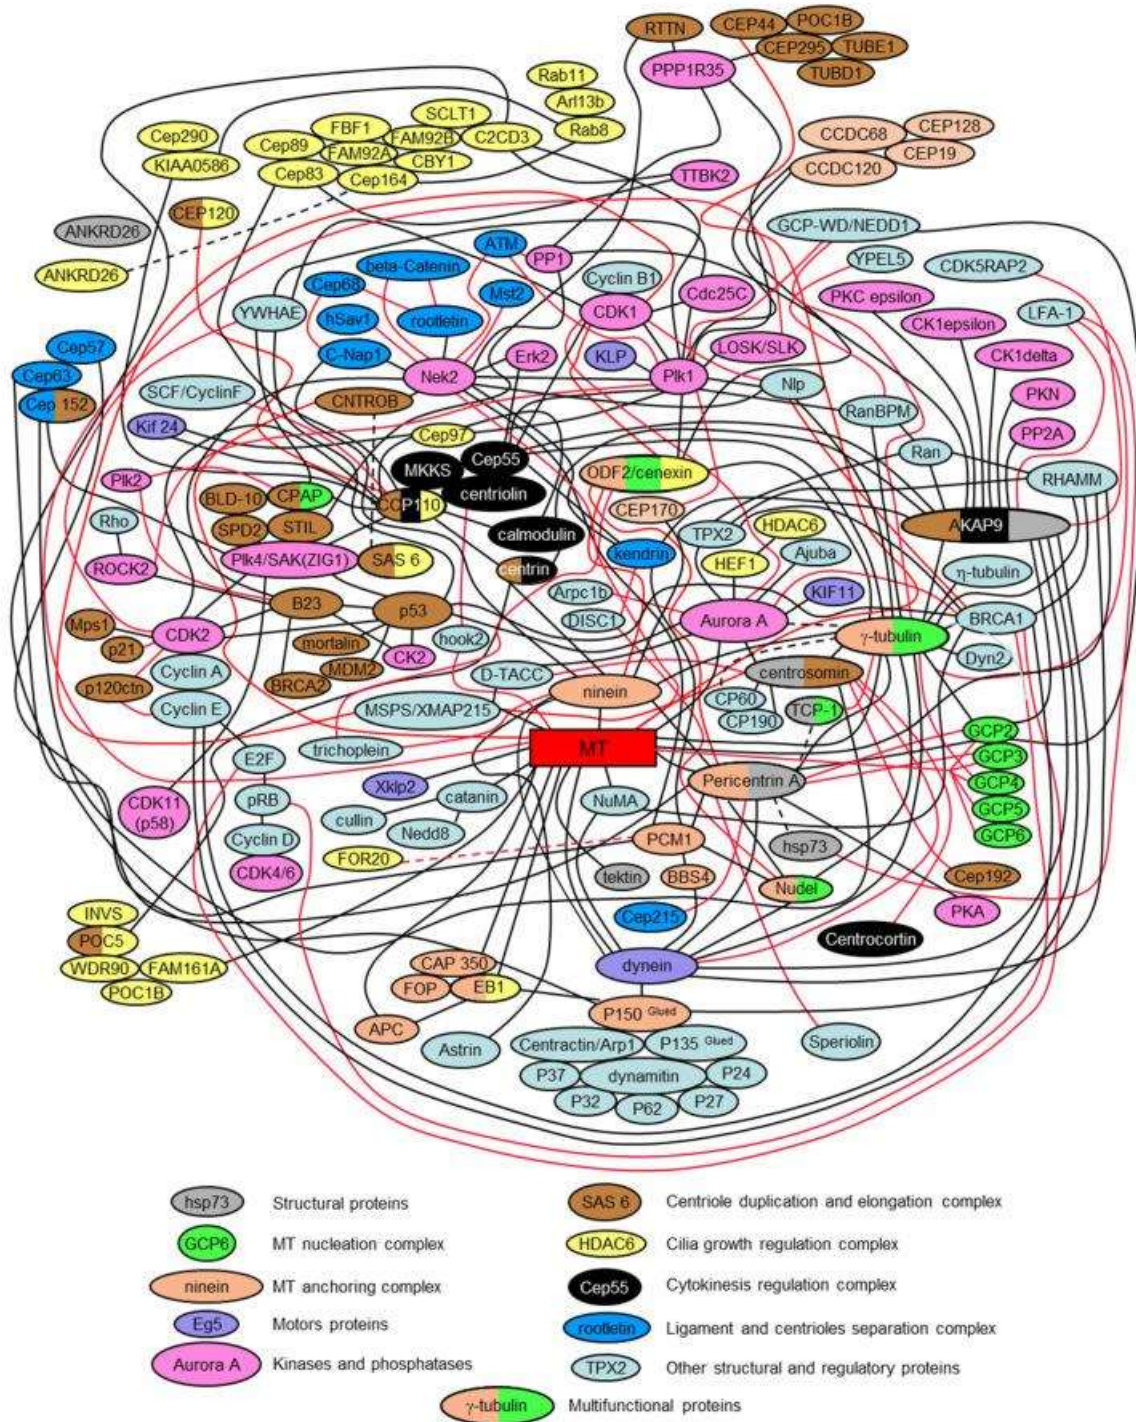 RTTN
CEP44
POC1B
CEP295
TUBE1
TUBD1
PPP1R35
Rab11
Arl13b
Rab8
SCLT1
FBF1
FAM92B
C2CD3
Cep290
Cep89
FAM92A
CBY1
KIAA0586
Cep83
Cep164
CCDC68
CEP128
CEP19
CCDC120
TTBK2
CEP120
ANKRD26
ANKRD26
GCP-WD/NEDD1
YPEL5
CDK5RAP2
ATM
PP1
beta-Catenin
Cyclin B1
Cep68
Mst2
Cdc25C
PKC epsilon
LFA-1
YWHAE
hSav1
rootletin
CDK1
CK1epsilon
Cep57
C-Nap1
Erk2
KLP
LOSK/SLK
CK1delta
Cep63
Nek2
Plk1
Nlp
Cep 152
SCF/CyclinF
CNTROB
RanBPM
PKN
Kif 24
Cep97
Cep55
PP2A
MKKS
ODF2/cenexin
Ran
Plk2
BLD-10
CPAP
centriolin
RHAMM
CCP110
CEP170
Rho
SPD2
STIL
calmodulin
kendrin
TPX2
HDAC6
AKAP9
ROCK2
Plk4/SAK(ZIG1)
SAS 6
centrin
HEF1
Ajuba
η-tubulin
Arpc1b
KIF11
Mps1
B23
p53
DISC1
Aurora A
BRCA1
CDK2
mortalin
hook2
γ-tubulin
p21
Cyclin A
MDM2
CK2
Dyn2
p120ctn
BRCA2
D-TACC
ninein
centrosomin
Cyclin E
MSPS/XMAP215
CP60
TCP-1
CP190
GCP2
E2F
trichoplein
MT
GCP3
CDK11
(p58)
pRB
Xklp2
catanin
Pericentrin A
GCP4
cullin
NuMA
GCP5
Cyclin D
Nedd8
PCM1
hsp73
GCP6
CDK4/6
FOR20
tektin
BBS4
Nudel
Cep192
INVS
Cep215
PKA
POC5
Centrocortin
WDR90
FAM161A
CAP 350
dynein
POC1B
FOP
EB1
P150 Glued
APC
Astrin
Centractin/Arp1
P135 Glued
Speriolin
P37
dynamitin
P24
P32
P62
P27
hsp73 Structural proteins
SAS 6 Centriole duplication and elongation complex
GCP6 MT nucleation complex
HDAC6 Cilia growth regulation complex
ninein MT anchoring complex
Cep55 Cytokinesis regulation complex
Eg5 Motors proteins
rootletin Ligament and centrioles separation complex
Aurora A Kinases and phosphatases
TPX2 Other structural and regulatory proteins
γ-tubulin Multifunctional proteins